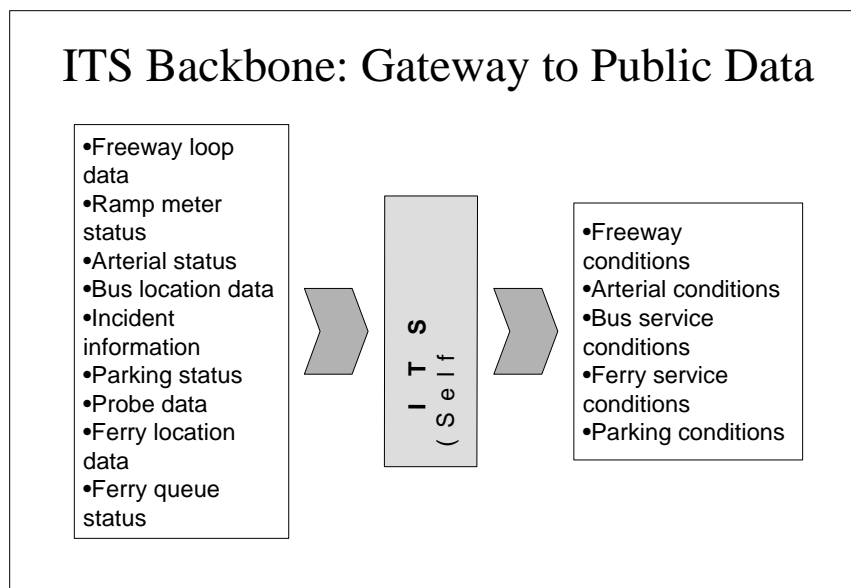 ITS Backbone: Gateway to Public Data
•Freeway loop
data
•Ramp meter
status
•Arterial status
•Bus location data
•Incident
information
•Parking status
•Probe data
•Ferry location
data
•Ferry queue
status
I T S
(Self
•Freeway
conditions
•Arterial conditions
•Bus service
conditions
•Ferry service
conditions
•Parking conditions